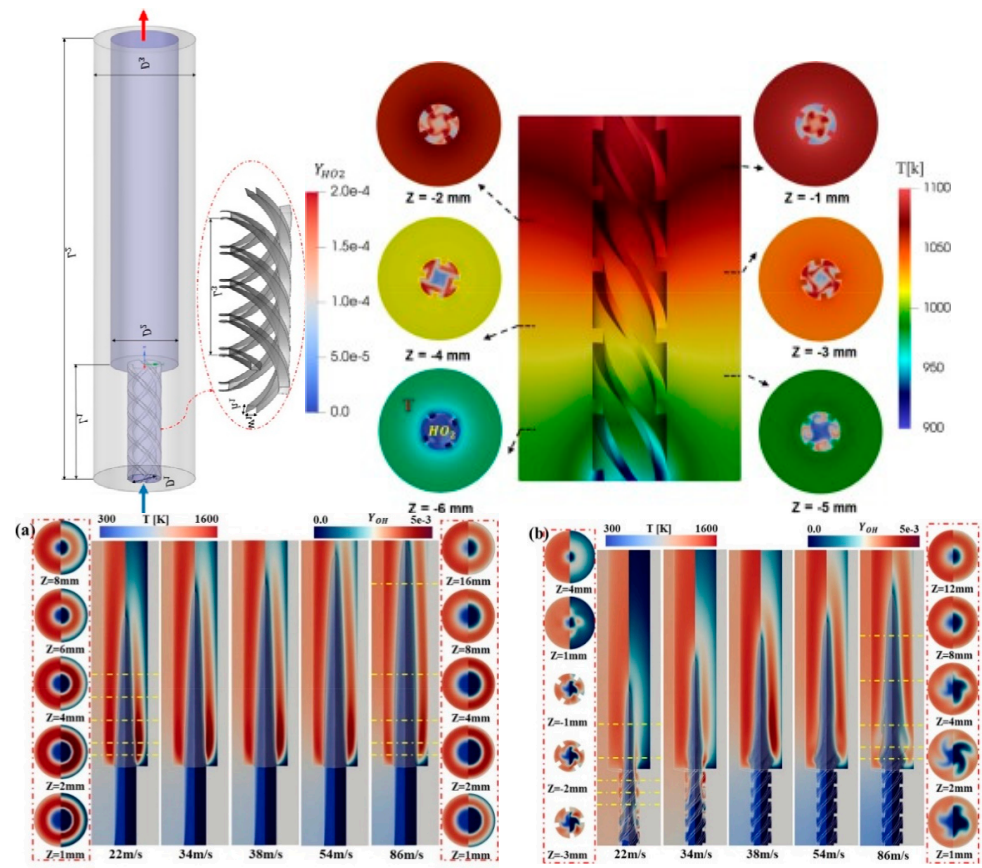 D2
L3
D3
L1
D1
L2
h1
w1
Y_HO2
2.0e-4
1.5e-4
1.0e-4
5.0e-5
0.0
Z = -2 mm
Z = -4 mm
T
HO2
Z = -6 mm
Z = -1 mm
Z = -3 mm
Z = -5 mm
T[k]
1100
1050
1000
950
900
(a)
300 T [K] 1600
0.0 Y_OH 5e-3
Z=8mm
Z=6mm
Z=4mm
Z=2mm
Z=1mm
Z=16mm
Z=8mm
Z=4mm
Z=2mm
Z=1mm
22m/s 34m/s 38m/s 54m/s 86m/s
(b)
300 T [K] 1600
0.0 Y_OH 5e-3
Z=4mm
Z=1mm
Z=-1mm
Z=-2mm
Z=-3mm
Z=12mm
Z=8mm
Z=4mm
Z=2mm
Z=1mm
22m/s 34m/s 38m/s 54m/s 86m/s